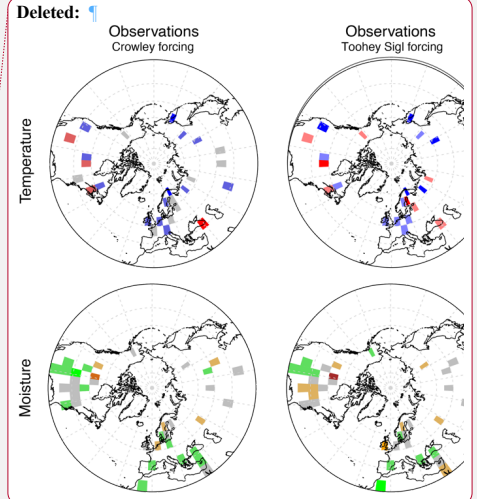 Deleted: ¶
Observations
Crowley forcing
Observations
Toohey Sigl forcing
Temperature
Moisture